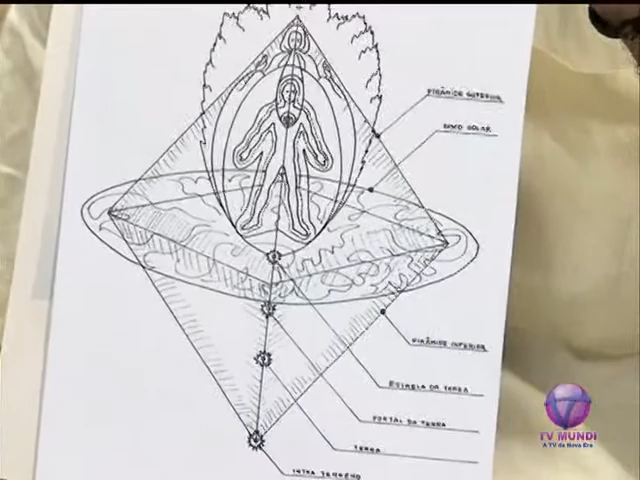 PIRÂMIDE SUPERIOR
DISCO SOLAR
PIRÂMIDE INFERIOR
ESTRELA DA TERRA
PORTAL DA TERRA
TERRA
INTRA TERRENO
TV MUNDI
A TV da Nova Era